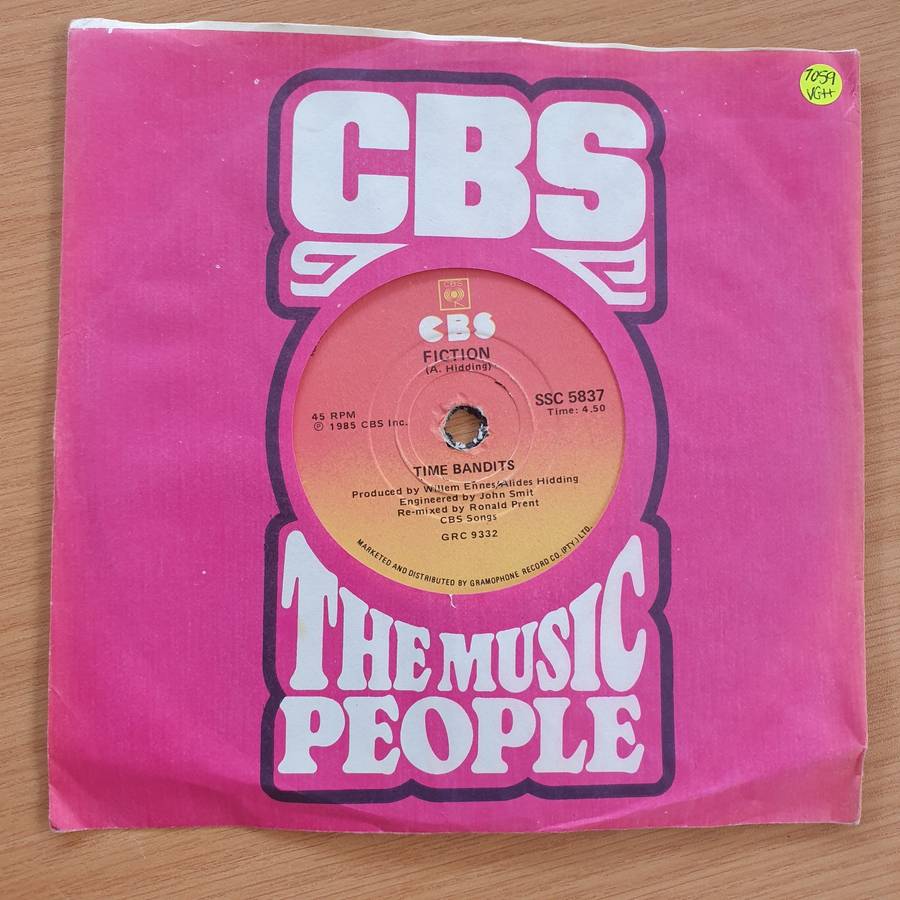 7059
VG++
CBS
CBS
CBS
FICTION
(A. Hidding)
SSC 5837
Time: 4.50
45 RPM
Ⓟ 1985 CBS Inc.
TIME BANDITS
Produced by Willem Ennes/Alides Hidding
Engineered by John Smit
Re-mixed by Ronald Prent
CBS Songs
GRC 9332
MARKETED AND DISTRIBUTED BY GRAMOPHONE RECORD CO. (PTY.) LTD.
THE MUSIC
PEOPLE